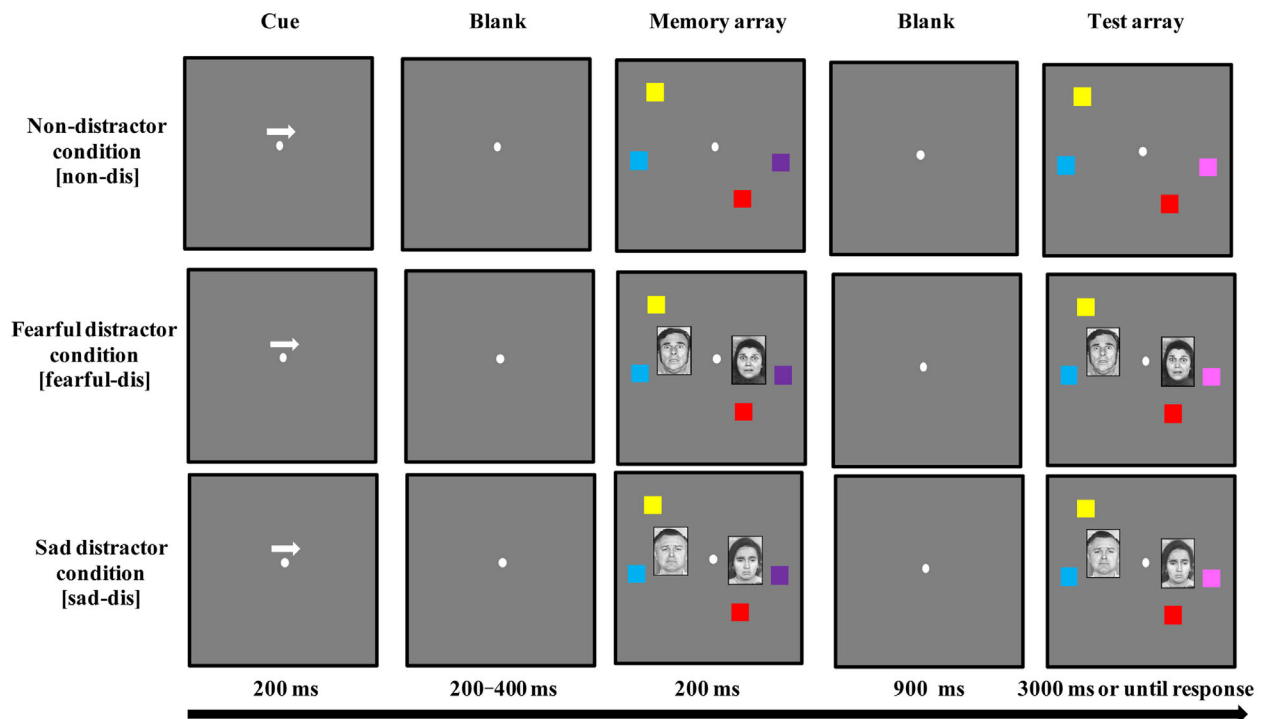 Cue
Blank
Memory array
Blank
Test array
Non-distractor
condition
[non-dis]
Fearful distractor
condition
[fearful-dis]
Sad distractor
condition
[sad-dis]
200 ms
200−400 ms
200 ms
900 ms
3000 ms or until response